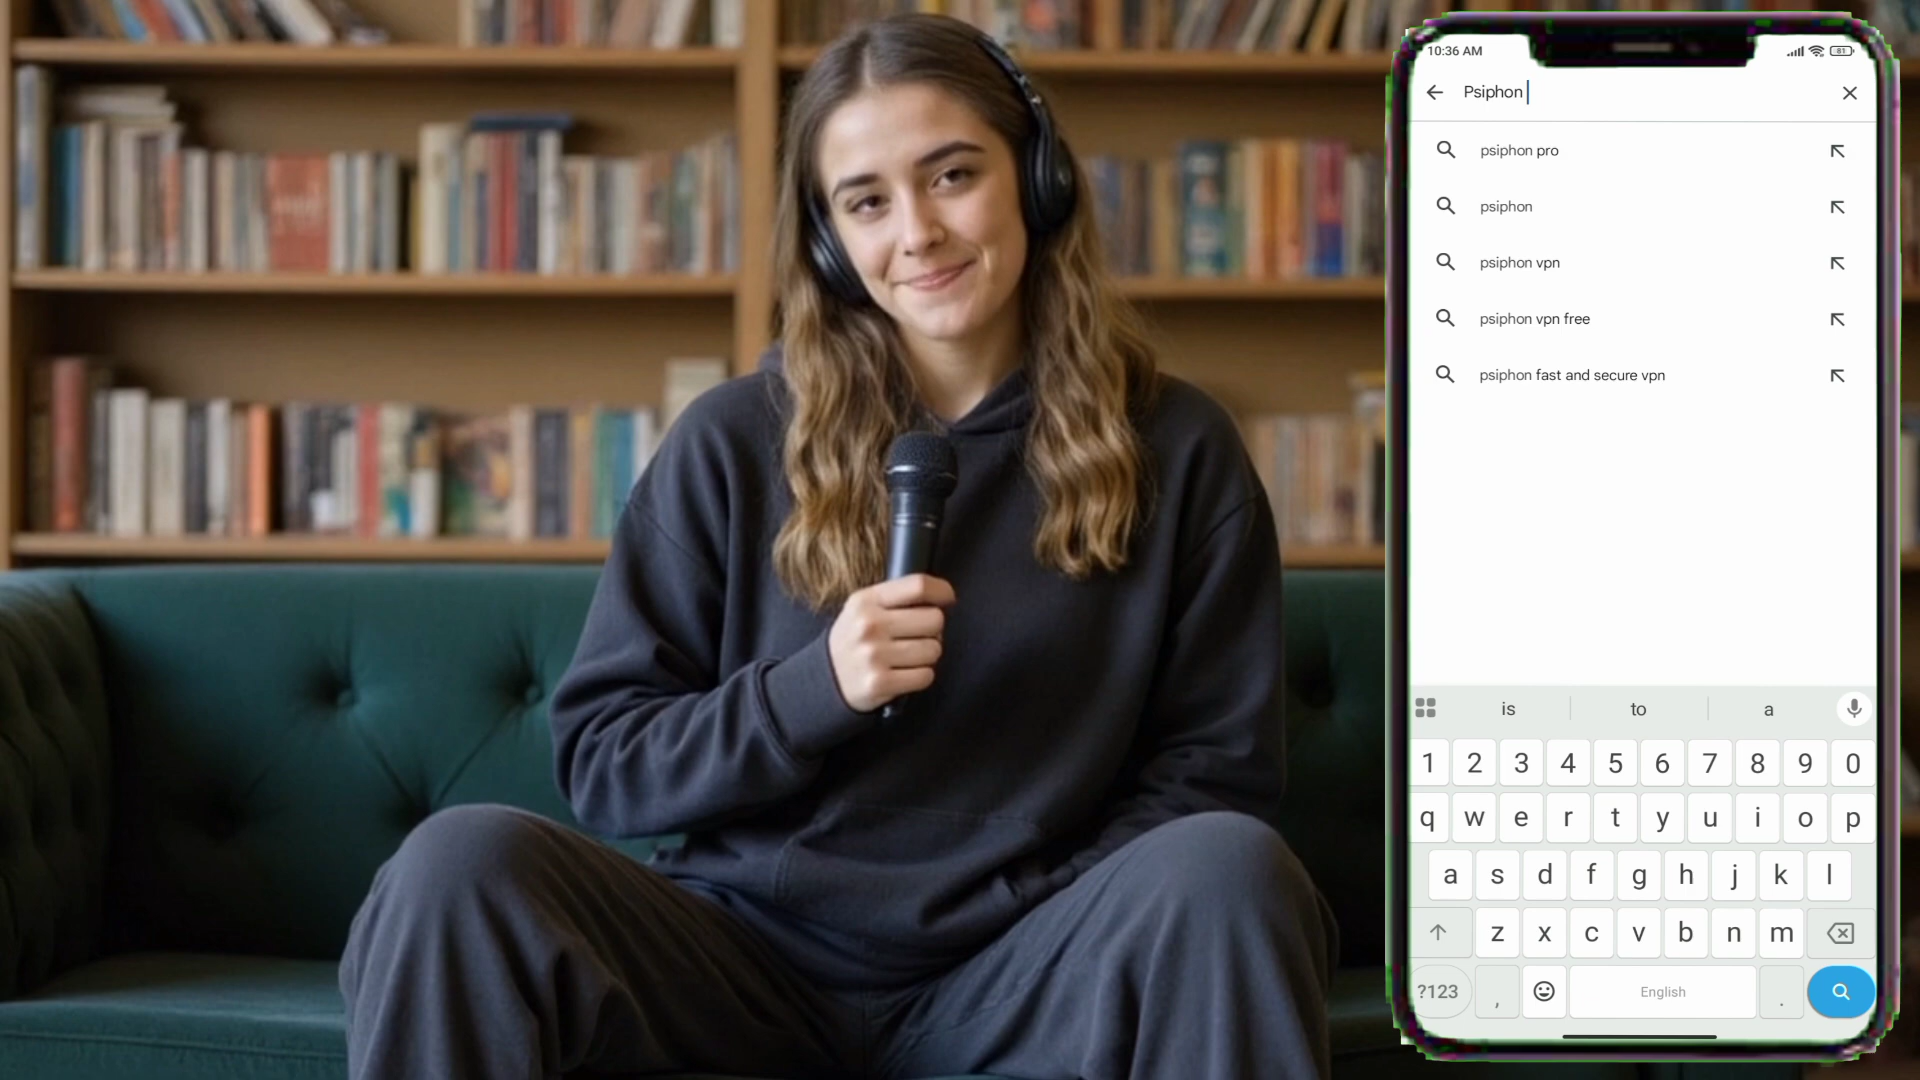 10:36 AM
81
Psiphon
psiphon pro
psiphon
psiphon vpn
psiphon vpn free
psiphon fast and secure vpn
is to a
1 2 3 4 5 6 7 8 9 0
q w e r t y u i o p
a s d f g h j k l
z x c v b n m
?123 , English .